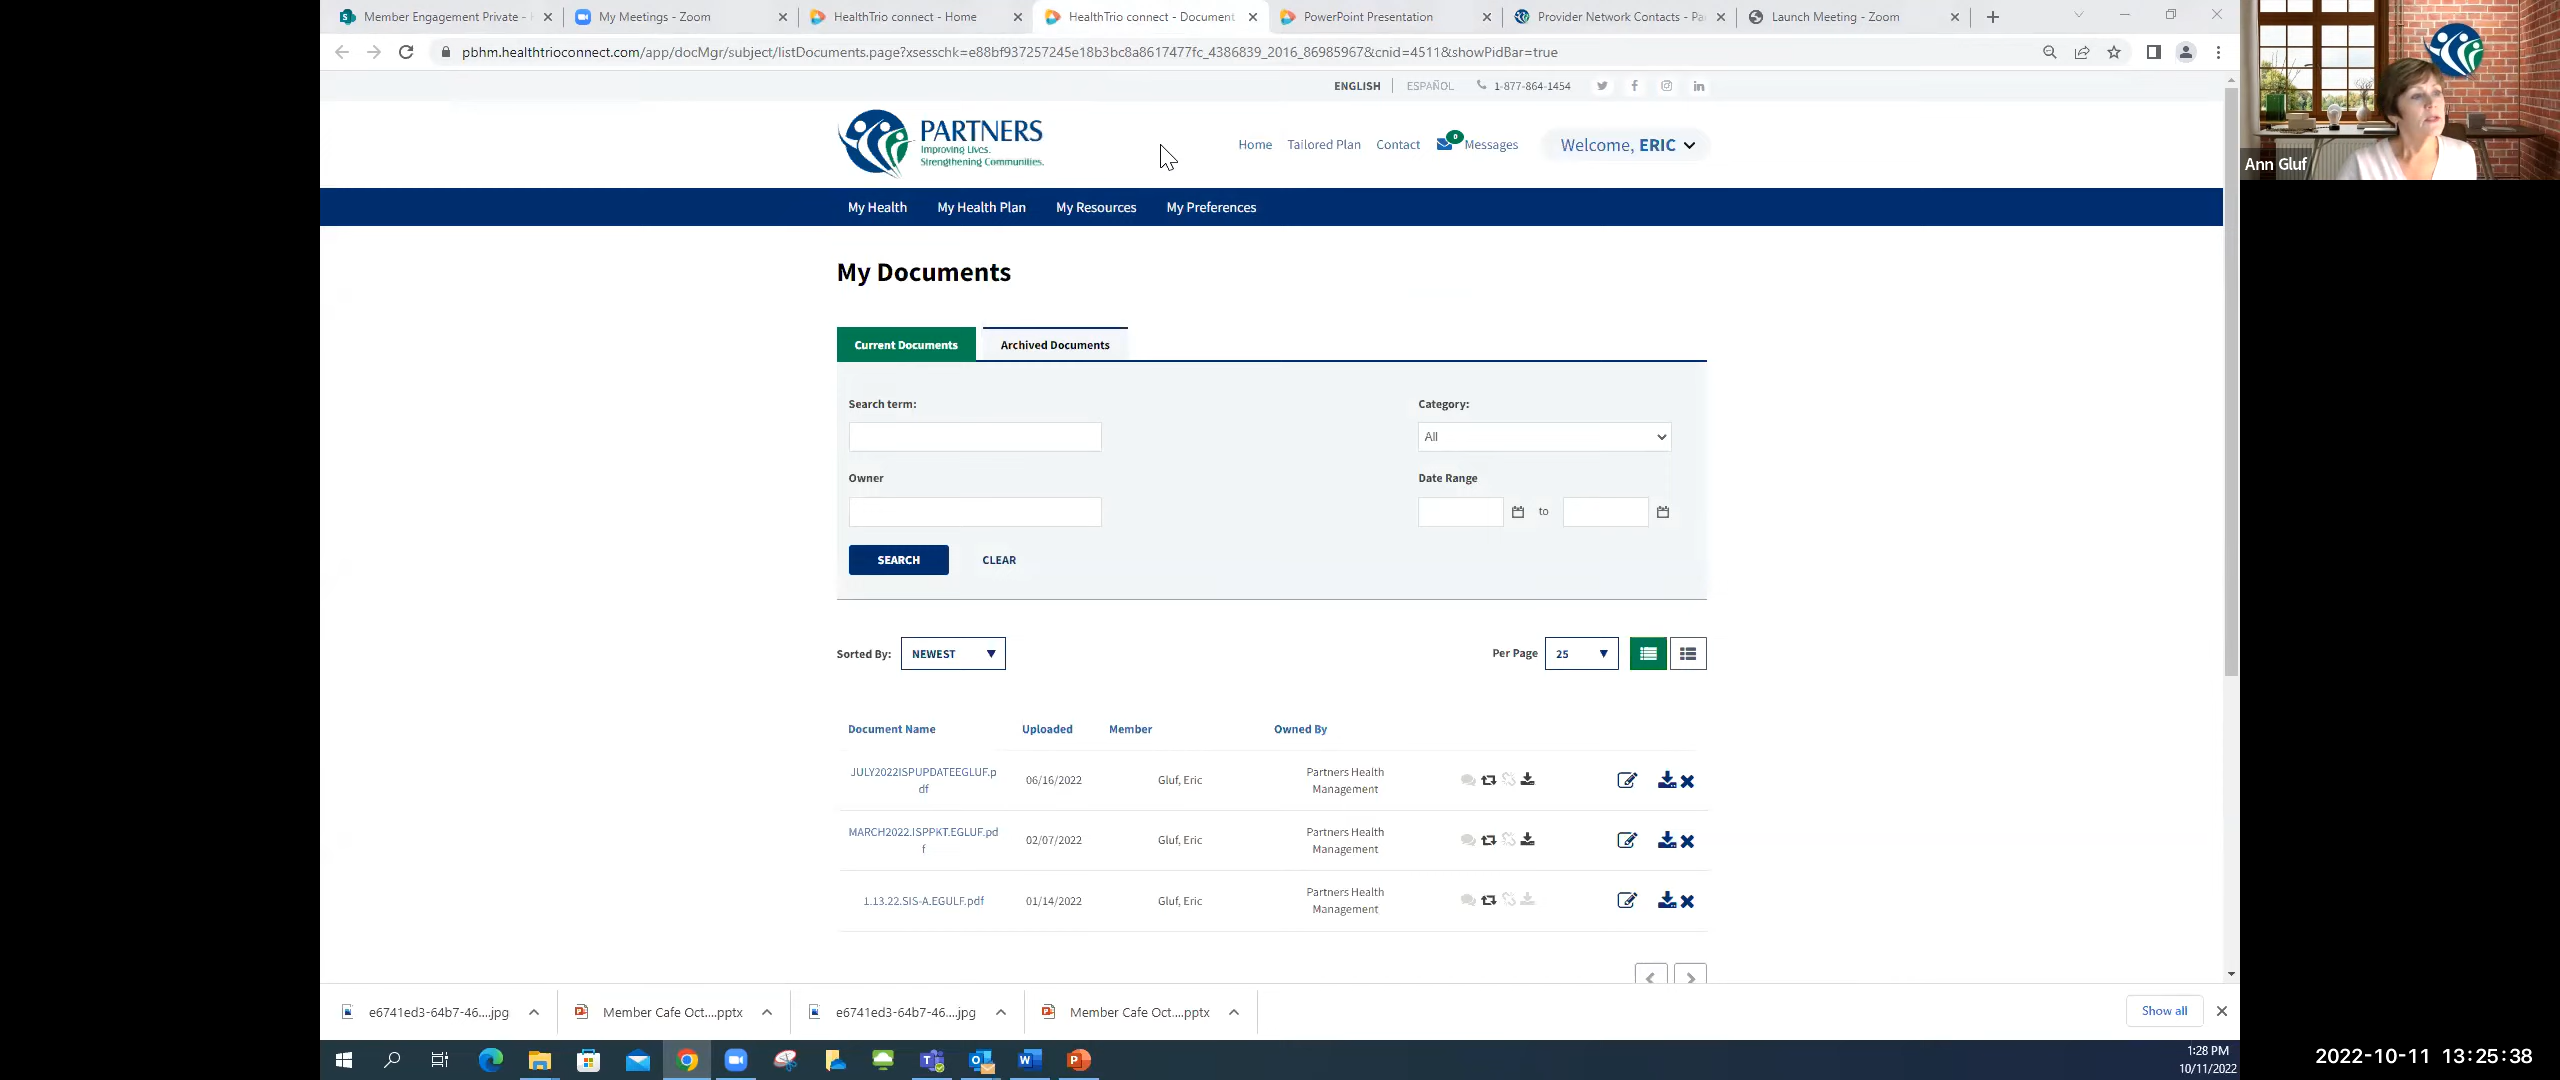 Member Engagement Private -
My Meetings - Zoom
HealthTrio connect - Home
HealthTrio connect - Document
PowerPoint Presentation
Provider Network Contacts - Pa
Launch Meeting - Zoom
pbhm.healthtrioconnect.com/app/docMgr/subject/listDocuments.page?xsesschk=e88bf937257245e18b3bc8a8617477fc_4386839_2016_86985967&cnid=4511&showPidBar=true
ENGLISH
ESPAÑOL
1-877-864-1454
PARTNERS
Improving Lives.
Strengthening Communities.
Home
Tailored Plan
Contact
0
Messages
Welcome, ERIC
Ann Gluf
My Health
My Health Plan
My Resources
My Preferences
My Documents
Current Documents
Archived Documents
Search term:
Category:
All
Owner
Date Range
to
SEARCH
CLEAR
Sorted By:
NEWEST
Per Page
25
Document Name
Uploaded
Member
Owned By
JULY2022ISPUPDATEEGLUF.p
df
06/16/2022
Gluf, Eric
Partners Health
Management
MARCH2022.ISPPKT.EGLUF.pd
f
02/07/2022
Gluf, Eric
Partners Health
Management
1.13.22.SIS-A.EGULF.pdf
01/14/2022
Gluf, Eric
Partners Health
Management
e6741ed3-64b7-46....jpg
Member Cafe Oct....pptx
e6741ed3-64b7-46....jpg
Member Cafe Oct....pptx
Show all
1:28 PM
10/11/2022
2022-10-11 13:25:38